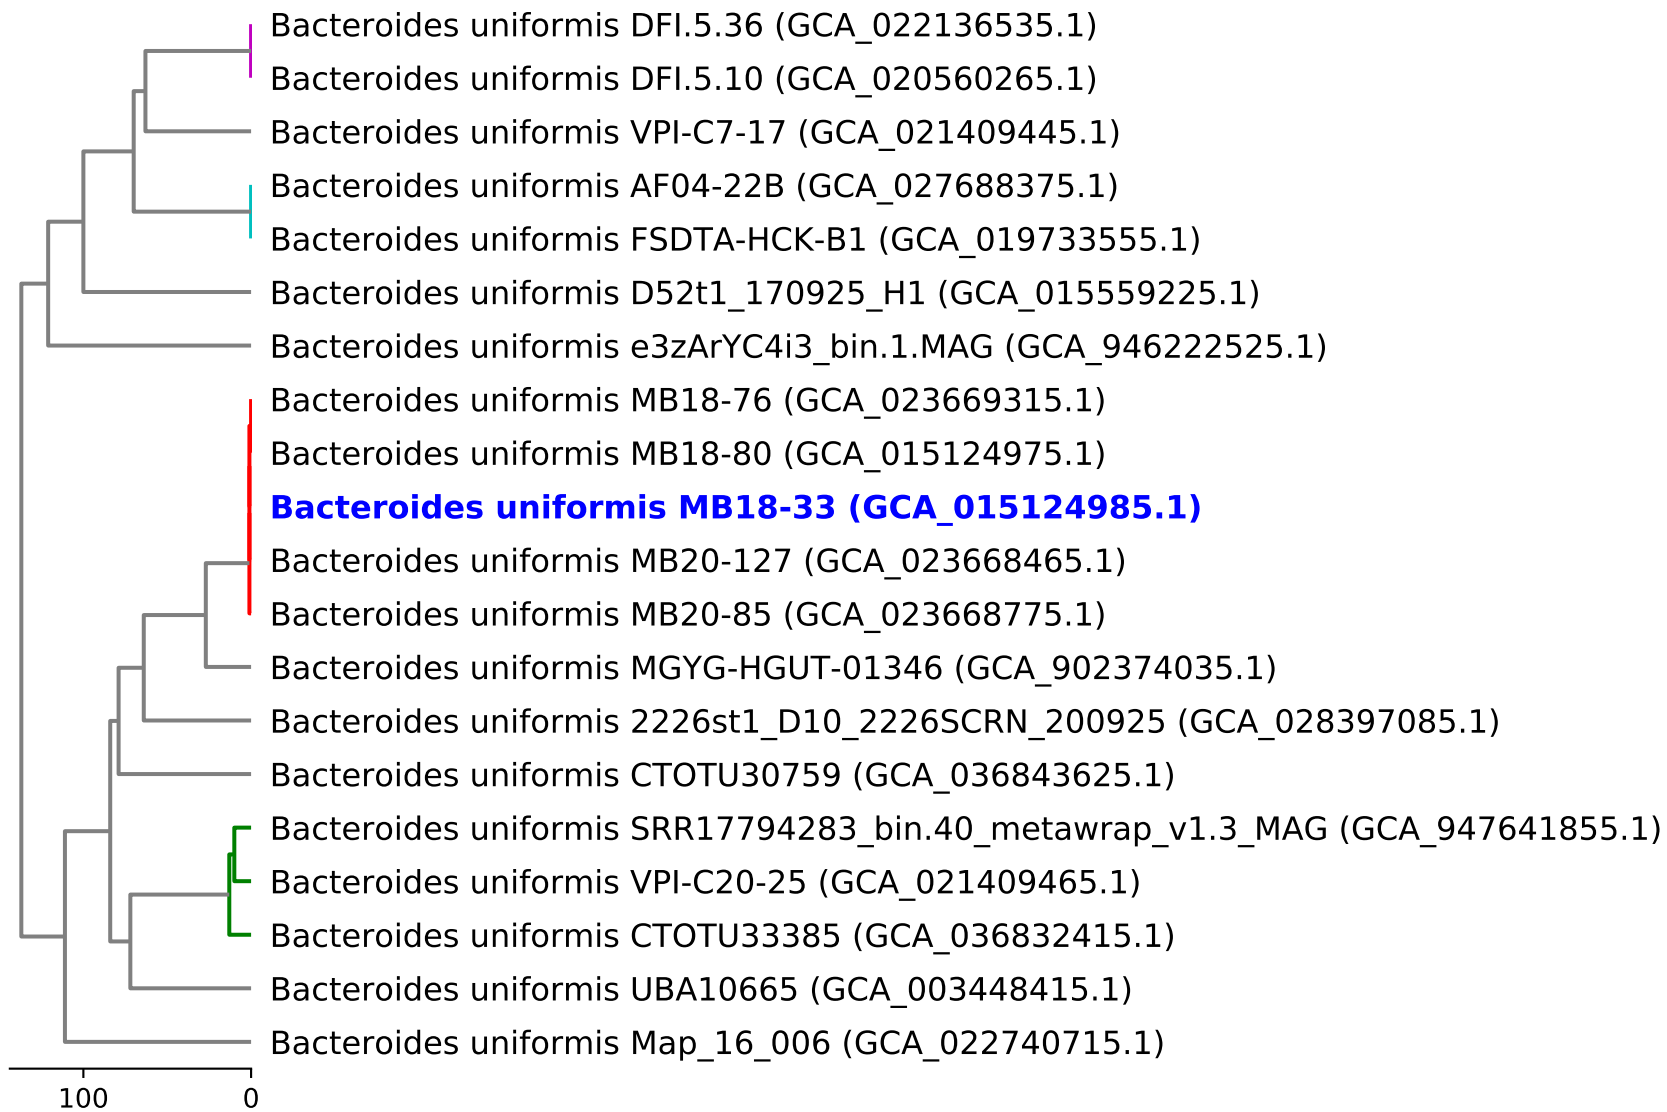 Bacteroides uniformis DFI.5.36 (GCA_022136535.1)
Bacteroides uniformis DFI.5.10 (GCA_020560265.1)
Bacteroides uniformis VPI-C7-17 (GCA_021409445.1)
Bacteroides uniformis AF04-22B (GCA_027688375.1)
Bacteroides uniformis FSDTA-HCK-B1 (GCA_019733555.1)
Bacteroides uniformis D52t1_170925_H1 (GCA_015559225.1)
Bacteroides uniformis e3zArYC4i3_bin.1.MAG (GCA_946222525.1)
Bacteroides uniformis MB18-76 (GCA_023669315.1)
Bacteroides uniformis MB18-80 (GCA_015124975.1)
Bacteroides uniformis MB18-33 (GCA_015124985.1)
Bacteroides uniformis MB20-127 (GCA_023668465.1)
Bacteroides uniformis MB20-85 (GCA_023668775.1)
Bacteroides uniformis MGYG-HGUT-01346 (GCA_902374035.1)
Bacteroides uniformis 2226st1_D10_2226SCRN_200925 (GCA_028397085.1)
Bacteroides uniformis CTOTU30759 (GCA_036843625.1)
Bacteroides uniformis SRR17794283_bin.40_metawrap_v1.3_MAG (GCA_947641855.1)
Bacteroides uniformis VPI-C20-25 (GCA_021409465.1)
Bacteroides uniformis CTOTU33385 (GCA_036832415.1)
Bacteroides uniformis UBA10665 (GCA_003448415.1)
Bacteroides uniformis Map_16_006 (GCA_022740715.1)
100 0